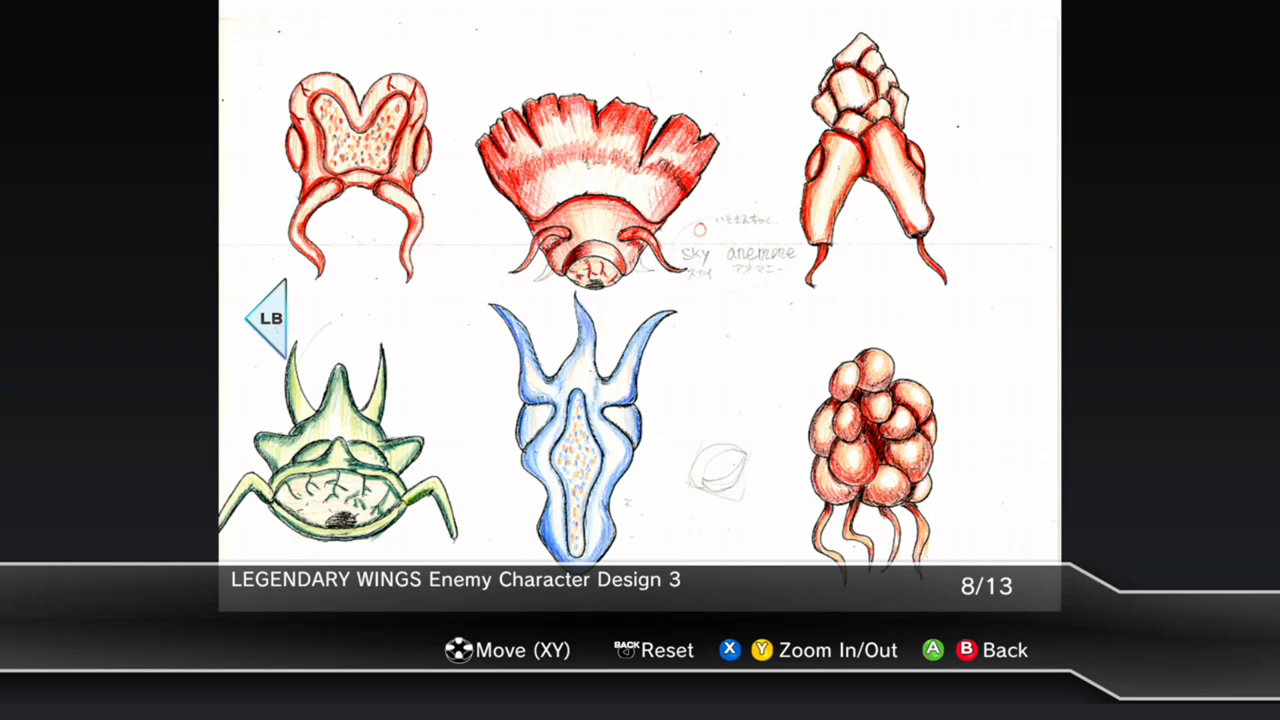 いそぎんちゃく
sky anemone
スカイ アネマニー
LB
LEGENDARY WINGS Enemy Character Design 3
8/13
Move (XY) BACK Reset X Y Zoom In/Out A B Back